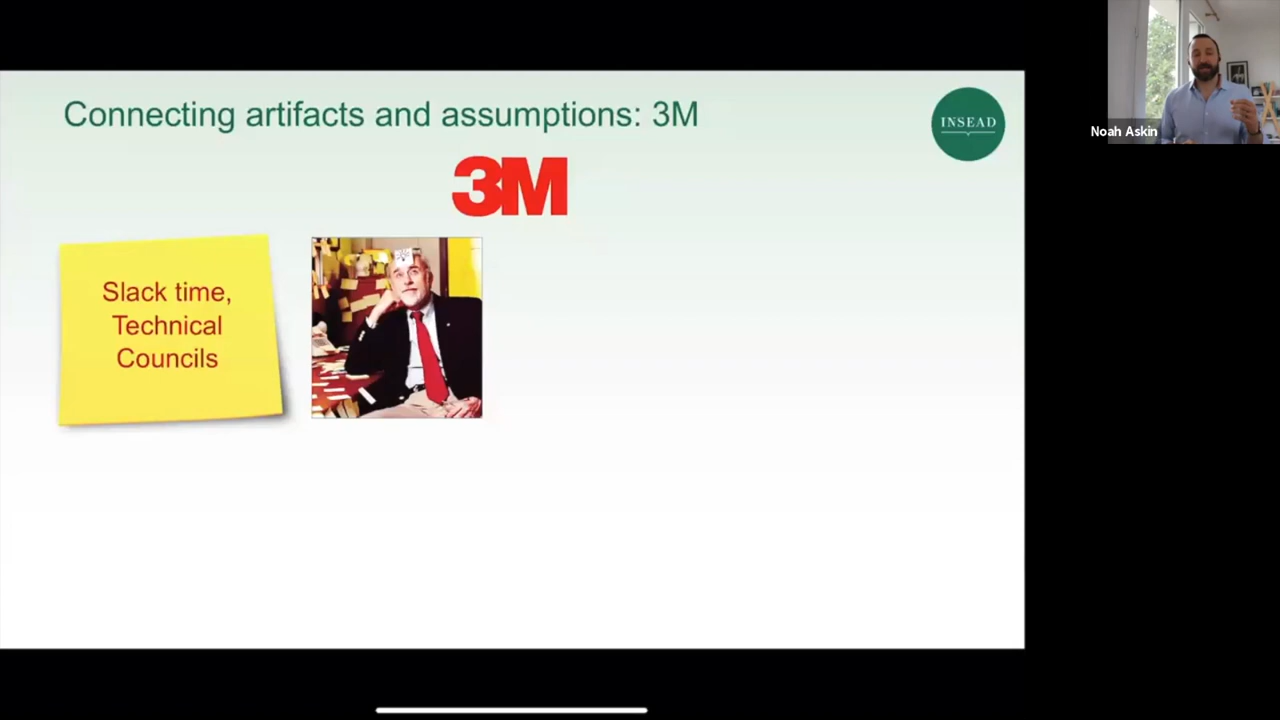 Connecting artifacts and assumptions: 3M
INSEAD
3M
Slack time,
Technical
Councils
Noah Askin